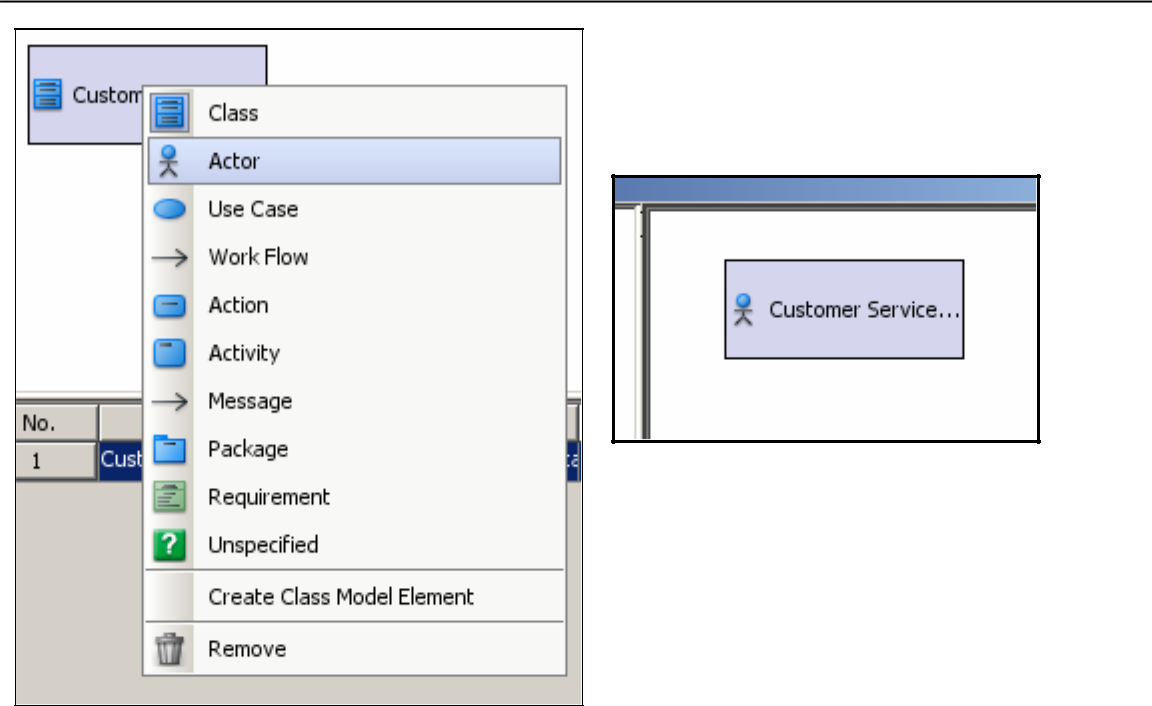 Custom
Class
Actor
Use Case
Work Flow
Action
Activity
Message
Package
Requirement
Unspecified
Create Class Model Element
Remove
No.
1 Cust
Customer Service...